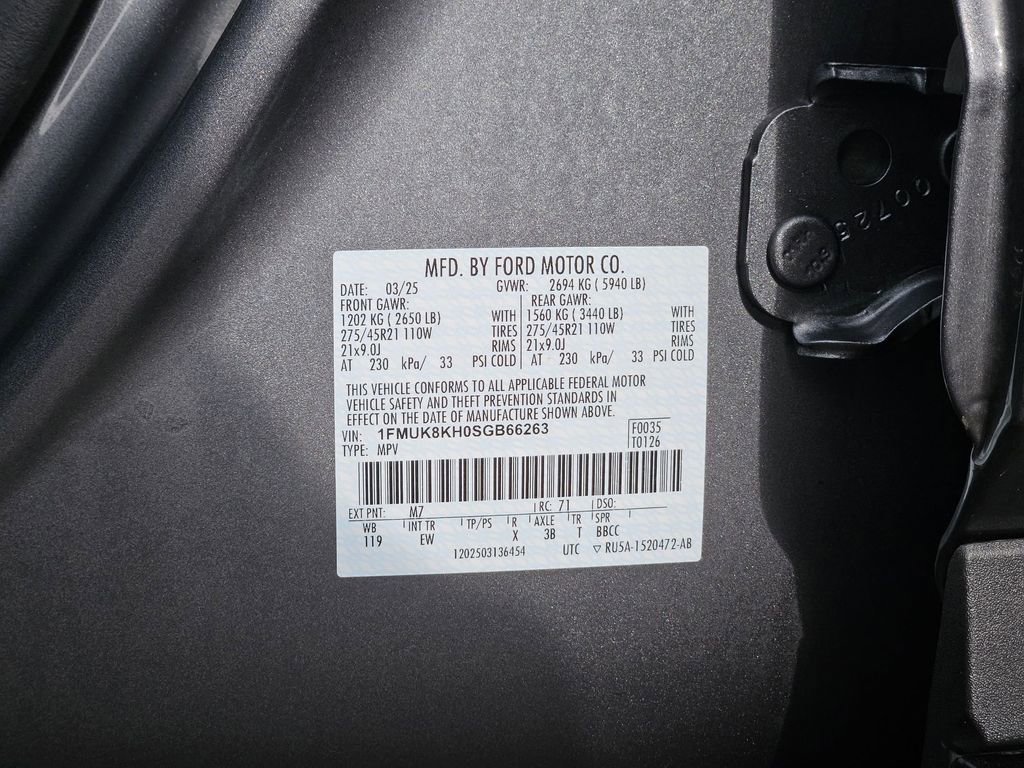 MFD. BY FORD MOTOR CO.
DATE: 03/25 GVWR: 2694 KG ( 5940 LB)
FRONT GAWR: REAR GAWR:
1202 KG ( 2650 LB) WITH 1560 KG ( 3440 LB) WITH
275/45R21 110W TIRES 275/45R21 110W TIRES
21x9.0J RIMS 21x9.0J RIMS
AT 230 kPa/ 33 PSI COLD AT 230 kPa/ 33 PSI COLD
THIS VEHICLE CONFORMS TO ALL APPLICABLE FEDERAL MOTOR
VEHICLE SAFETY AND THEFT PREVENTION STANDARDS IN
EFFECT ON THE DATE OF MANUFACTURE SHOWN ABOVE.
VIN: 1FMUK8KH0SGB66263 F0035
TYPE: MPV T0126
EXT PNT: M7 RC: 71 DSO:
WB INT TR TP/PS R AXLE TR SPR
119 EW X 3B T BBCC
1202503136454 UTC ▽ RU5A-1520472-AB
00725